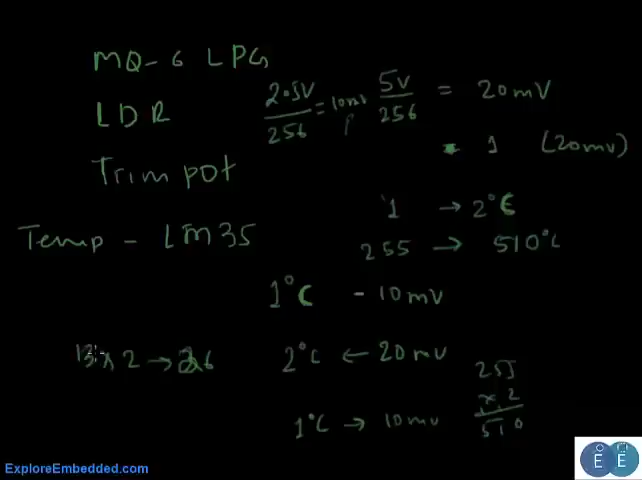 MQ-6 LPG
2.5V/256 = 10mV 5V/256 = 20mV
LDR
1 (20mv)
Trim pot
1 → 2°C
Temp - LM35
255 → 510°C
1°C - 10mV
13 x 2 → 26
2°C ← 20mV
255
x 2
510
1°C → 10mv
ExploreEmbedded.com
E E